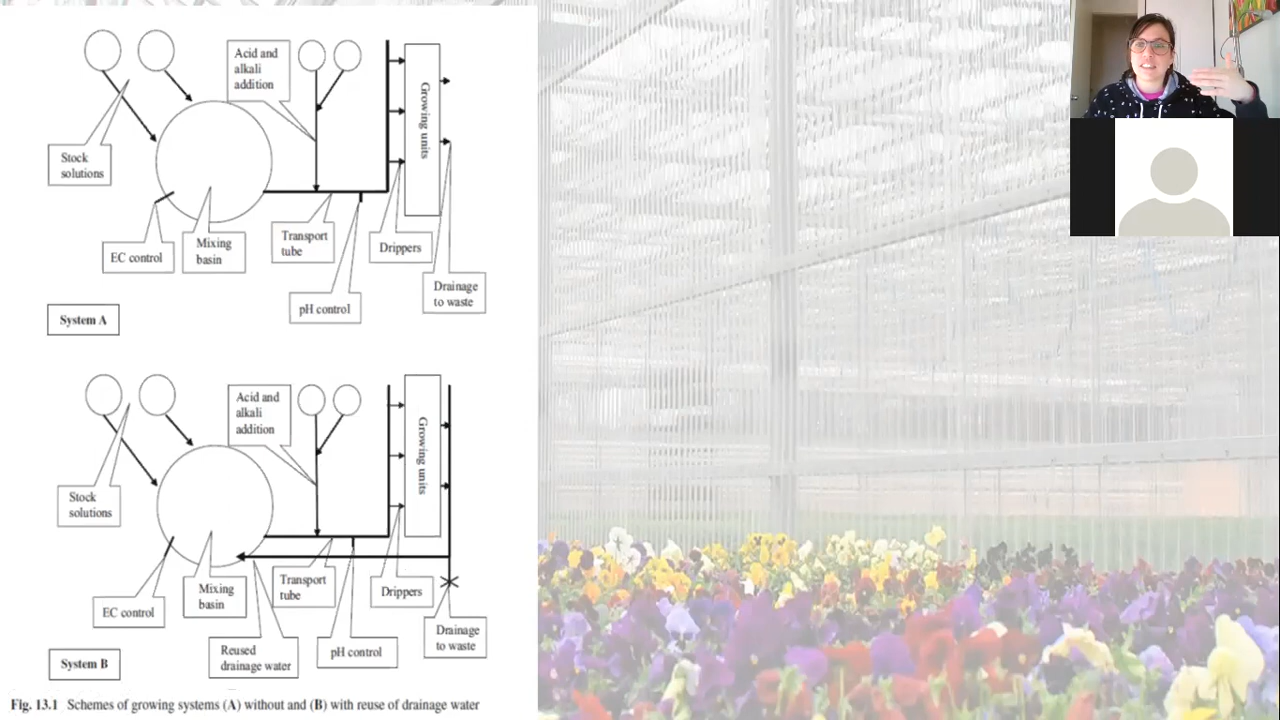 Acid and
alkali
addition
Growing units
Stock
solutions
EC control
Mixing
basin
Transport
tube
Drippers
Drainage
to waste
pH control
System A
Acid and
alkali
addition
Growing units
Stock
solutions
EC control
Mixing
basin
Transport
tube
Drippers
Reused
drainage water
pH control
Drainage
to waste
System B
Fig. 13.1 Schemes of growing systems (A) without and (B) with reuse of drainage water